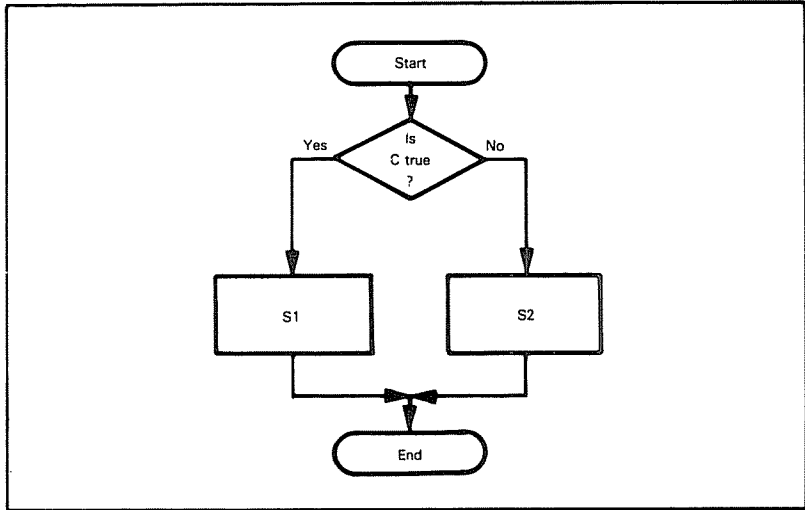 Start
Is
C true
?
Yes
No
S1
S2
End